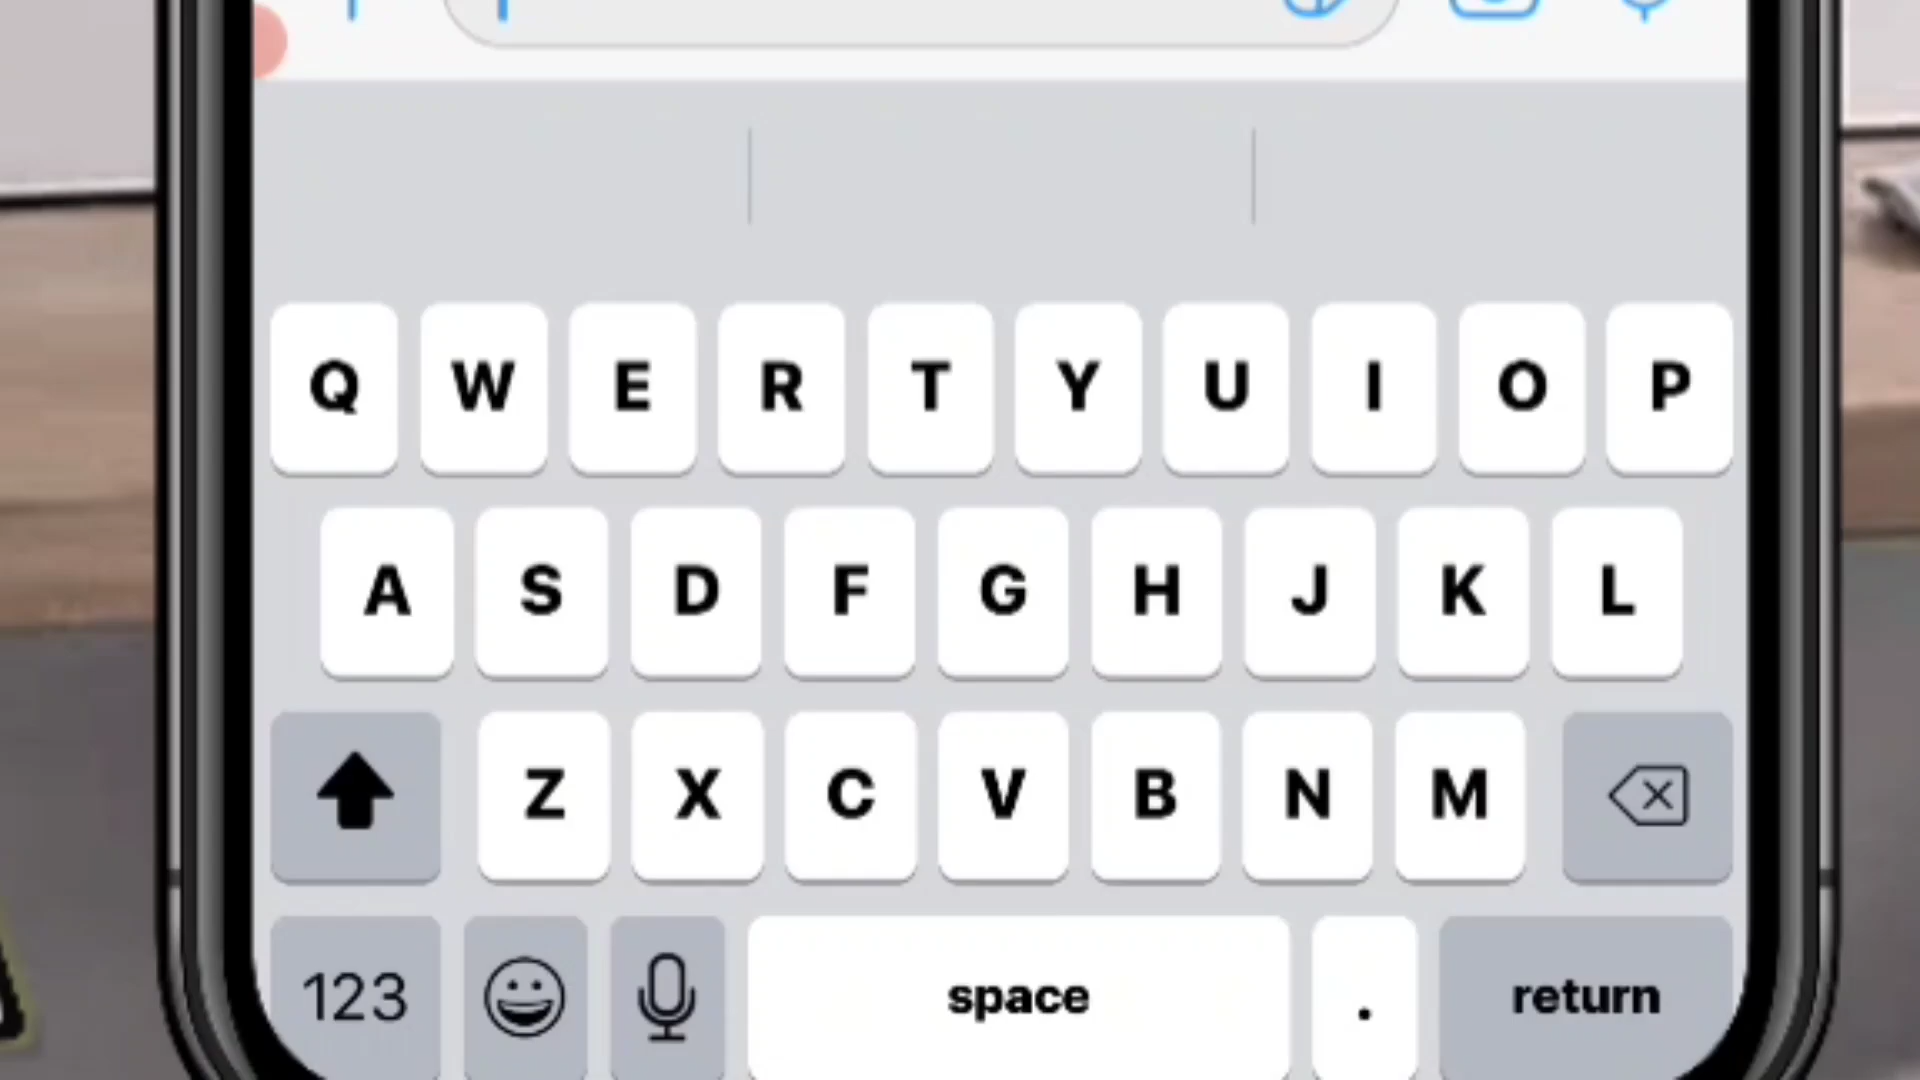 Q W E R T Y U I O P
A S D F G H J K L
Z X C V B N M
123 space . return